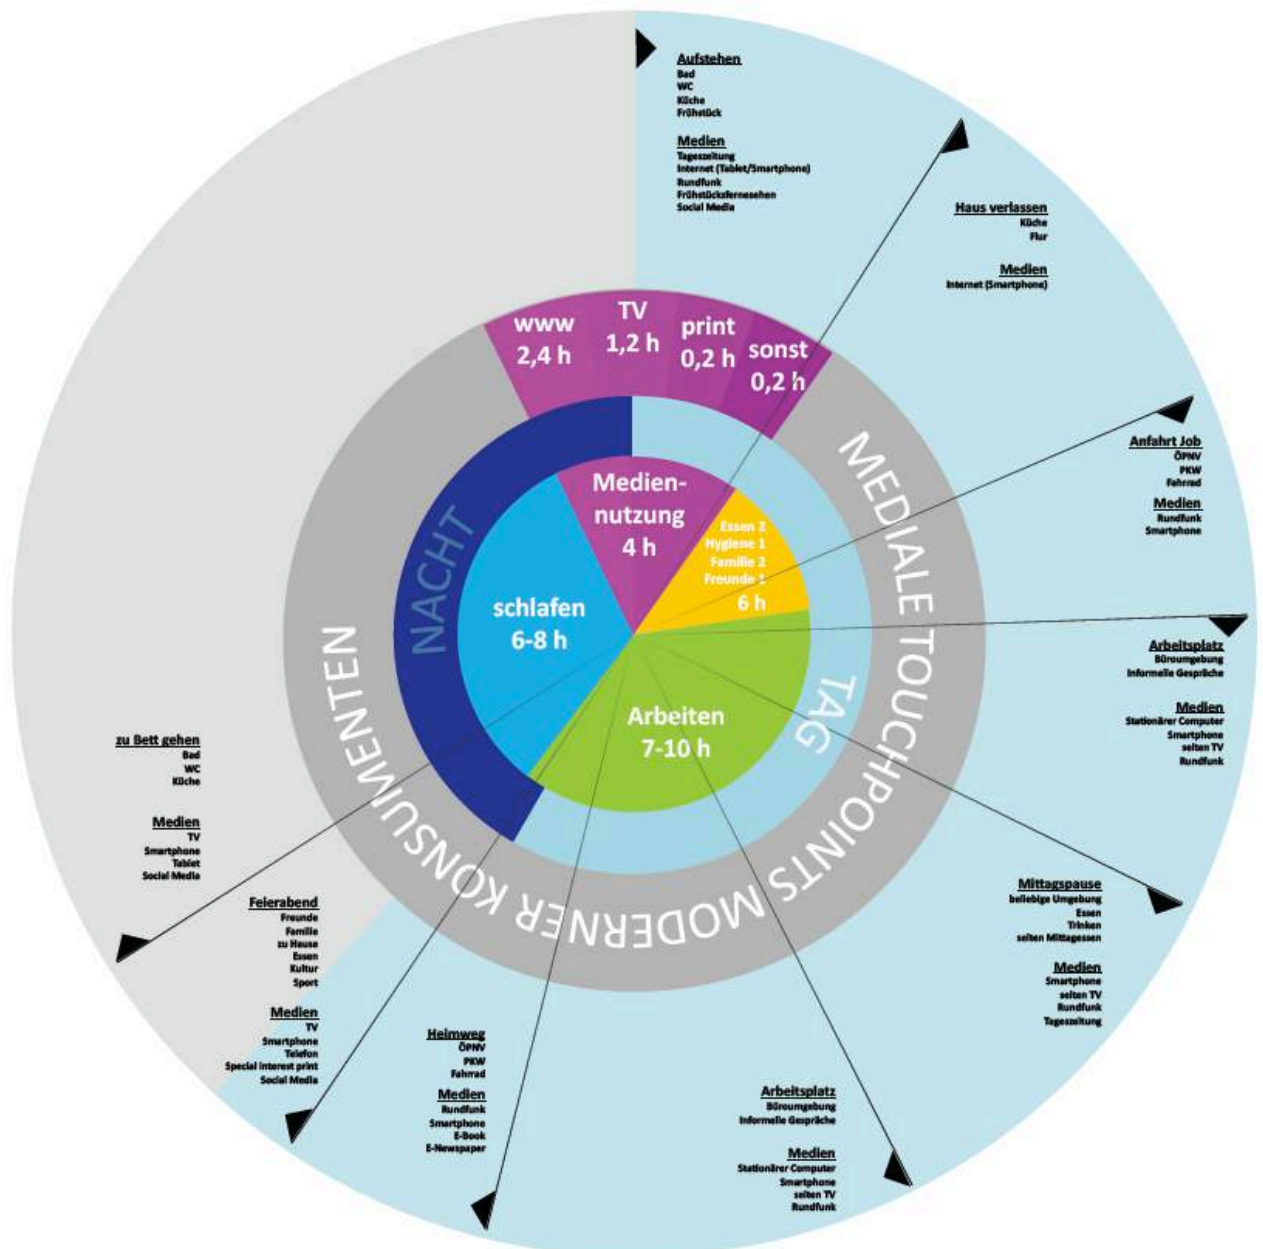 Aufstehen
Bad
WC
Küche
Frühstück
Medien
Tageszeitung
Internet (Tablet/Smartphone)
Rundfunk
Frühstücksfernesehen
Social Media
Haus verlassen
Küche
Flur
Medien
Internet (Smartphone)
Anfahrt Job
ÖPNV
PKW
Fahrrad
Medien
Rundfunk
Smartphone
Arbeitsplatz
Büroumgebung
Informelle Gespräche
Medien
Stationärer Computer
Smartphone
selten TV
Rundfunk
Mittagspause
beliebige Umgebung
Essen
Trinken
selten Mittagessen
Medien
Smartphone
selten TV
Rundfunk
Tageszeitung
Arbeitsplatz
Büroumgebung
Informelle Gespräche
Medien
Stationärer Computer
Smartphone
selten TV
Rundfunk
Heimweg
ÖPNV
PKW
Fahrrad
Medien
Rundfunk
Smartphone
E-Book
E-Newspaper
Feierabend
Freunde
Familie
zu Hause
Essen
Kultur
Sport
Medien
TV
Smartphone
Telefon
Special interest print
Social Media
zu Bett gehen
Bad
WC
Küche
Medien
TV
Smartphone
Tablet
Social Media
www
2,4 h
TV
1,2 h
print
0,2 h
sonst
0,2 h
MEDIALE TOUCHPOINTS MODERNER KONSUMENTEN
NACHT
TAG
Medien-
nutzung
4 h
Essen 2
Hygiene 1
Familie 2
Freunde 1
6 h
schlafen
6-8 h
Arbeiten
7-10 h